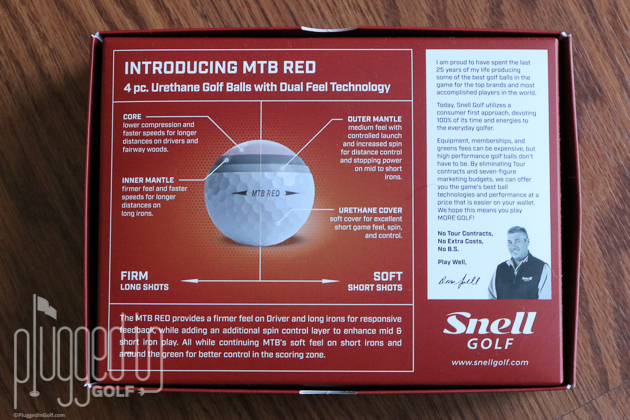 INTRODUCING MTB RED
4 pc. Urethane Golf Balls with Dual Feel Technology
CORE
lower compression and
faster speeds for longer
distances on drivers and
fairway woods.
INNER MANTLE
firmer feel and faster
speeds for longer
distances on
long irons.
MTB RED
OUTER MANTLE
medium feel with
controlled launch
and increased spin
for distance control
and stopping power
on mid to short
irons.
URETHANE COVER
soft cover for excellent
short game feel, spin,
and control.
FIRM
LONG SHOTS
SOFT
SHORT SHOTS
The MTB RED provides a firmer feel on Driver and long irons for responsive
feedback, while adding an additional spin control layer to enhance mid &
short iron play. All while continuing MTB's soft feel on short irons and
around the green for better control in the scoring zone.
I am proud to have spent the last
25 years of my life producing
some of the best golf balls in the
game for the top brands and most
accomplished players in the world.
Today, Snell Golf utilizes a
consumer first approach, devoting
100% of its time and energies to
the everyday golfer.
Equipment, memberships, and
greens fees can be expensive, but
high performance golf balls don't
have to be. By eliminating Tour
contracts and seven-figure
marketing budgets, we can offer
you the game's best ball
technologies and performance at a
price that is easier on your wallet.
We hope this means you play
MORE GOLF!
No Tour Contracts,
No Extra Costs,
No B.S.
Play Well,
Dean Snell
Snell
GOLF
www.snellgolf.com
pluggedin
GOLF
©PluggedInGolf.com